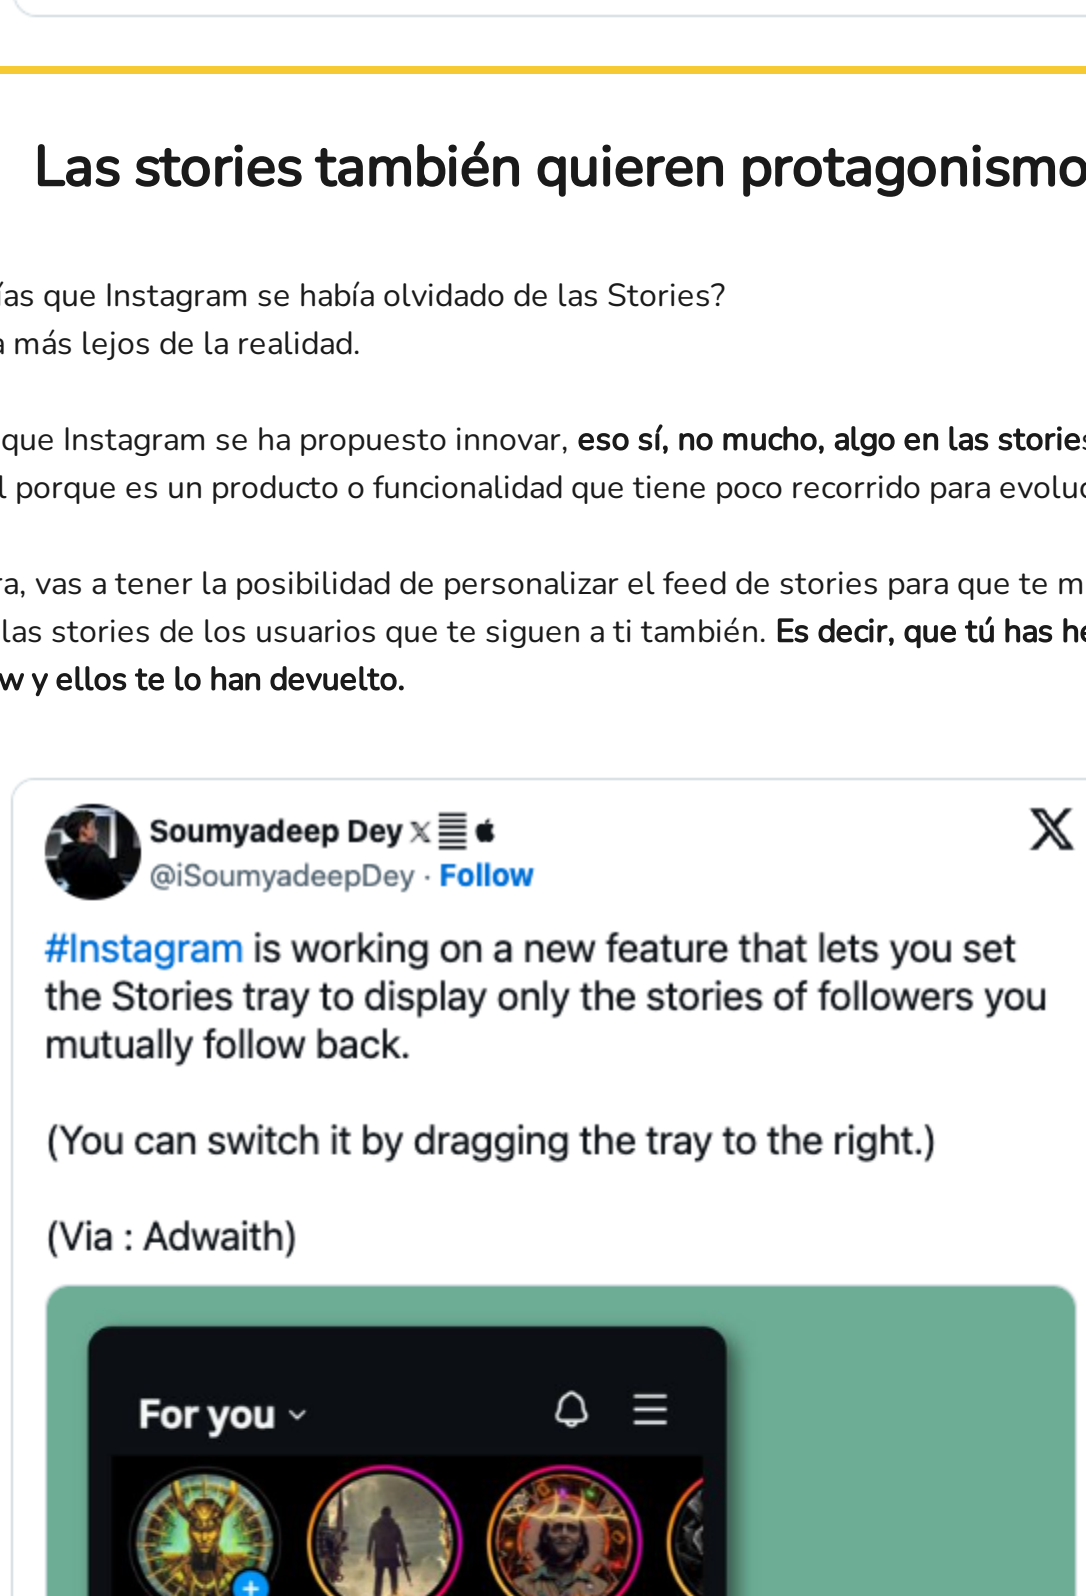 Las stories también quieren protagonismo
que Instagram se había olvidado de las Stories?
más lejos de la realidad.
que Instagram se ha propuesto innovar, eso sí, no mucho, algo en las stories
porque es un producto o funcionalidad que tiene poco recorrido para
vas a tener la posibilidad de personalizar el feed de stories para que te
las stories de los usuarios que te siguen a ti también. Es decir, que tú has
y ellos te lo han devuelto.
Soumyadeep Dey 𝕏
@iSoumyadeepDey · Follow
X
#Instagram is working on a new feature that lets you set
the Stories tray to display only the stories of followers you
mutually follow back.
(You can switch it by dragging the tray to the right.)
(Via : Adwaith)
For you